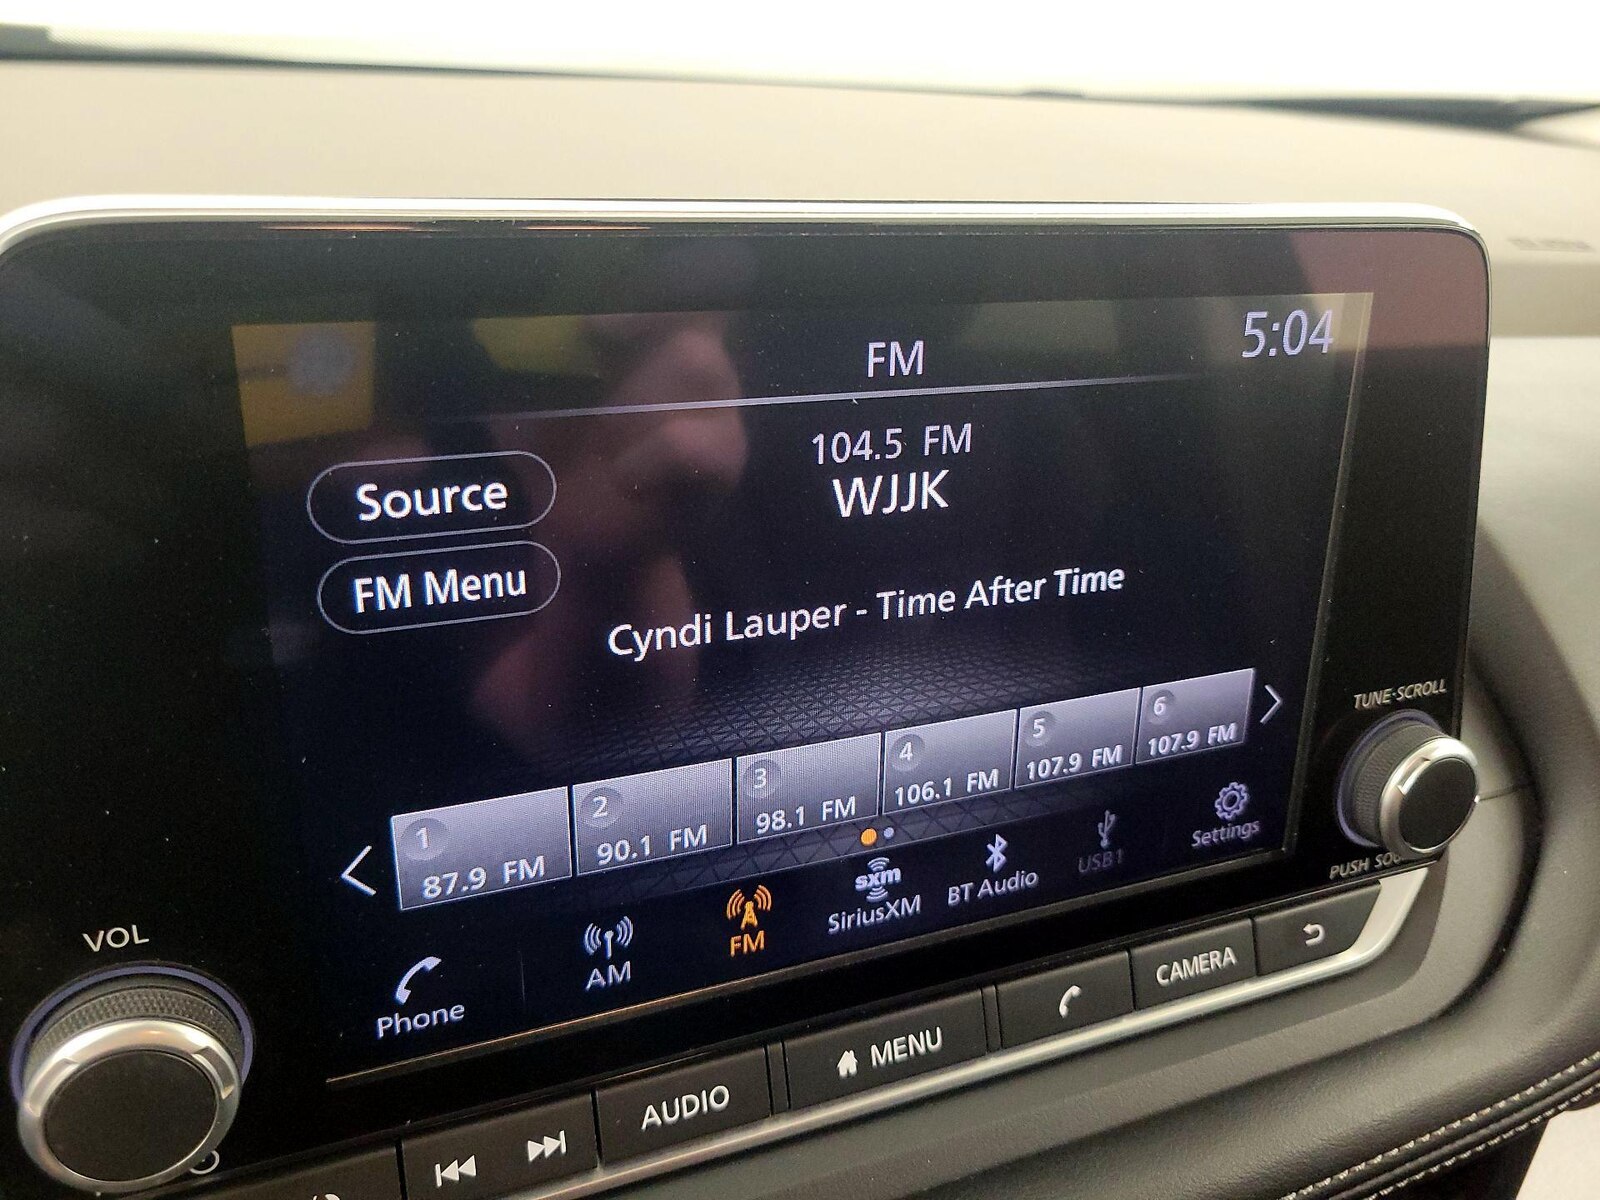 FM
5:04
104.5 FM
WJJK
Source
FM Menu
Cyndi Lauper - Time After Time
1
87.9 FM
2
90.1 FM
3
98.1 FM
4
106.1 FM
5
107.9 FM
6
107.9 FM
Phone
AM
FM
sxm
SiriusXM
BT Audio
USB1
Settings
VOL
TUNE·SCROLL
PUSH
AUDIO
MENU
CAMERA